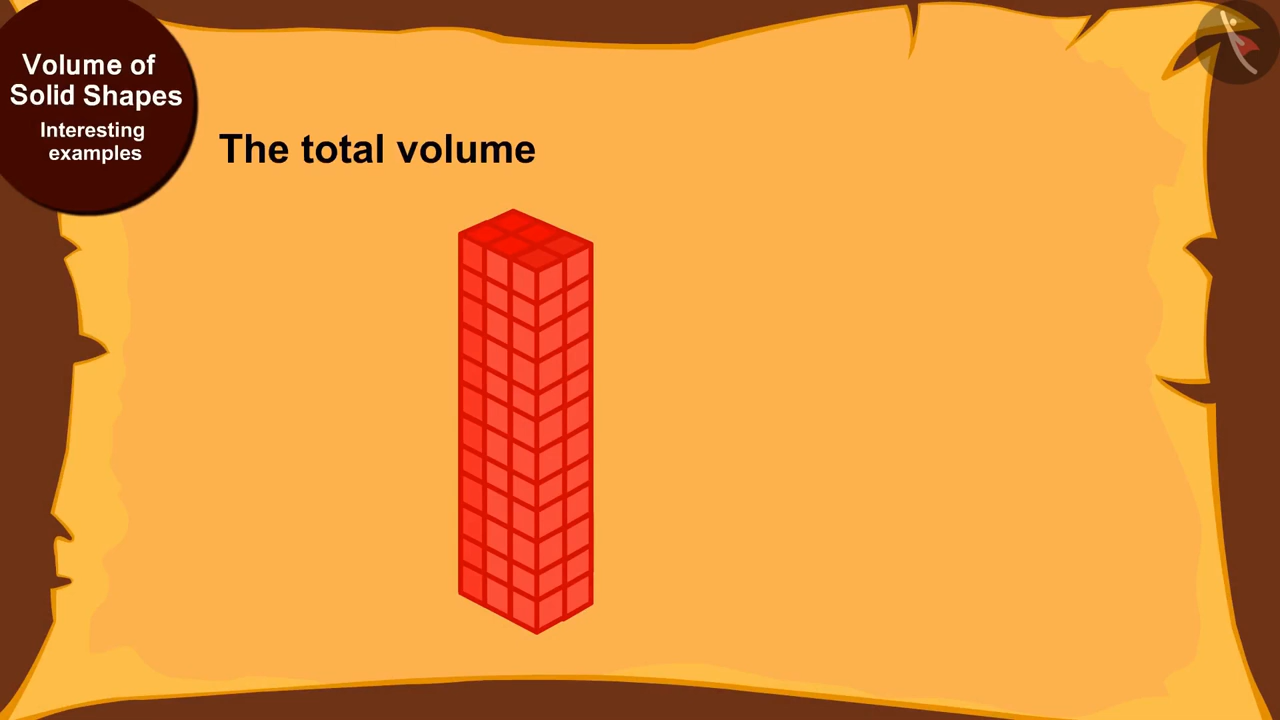 Volume of
Solid Shapes
Interesting
examples
The total volume